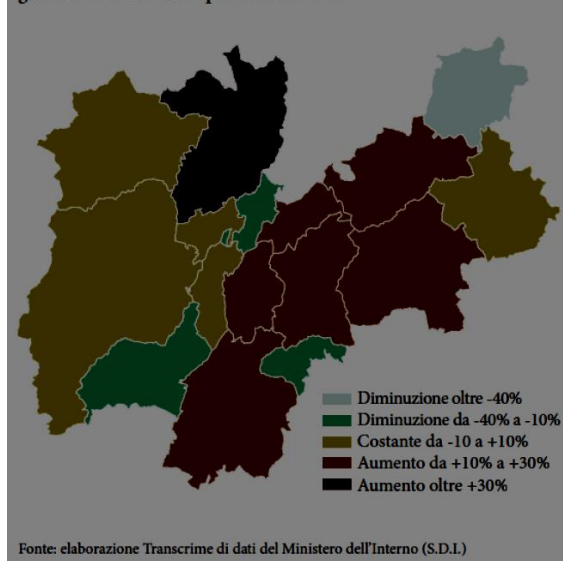 Diminuzione oltre -40%
Diminuzione da -40% a -10%
Costante da -10 a +10%
Aumento da +10% a +30%
Aumento oltre +30%
Fonte: elaborazione Transcrime di dati del Ministero dell'Interno (S.D.I.)